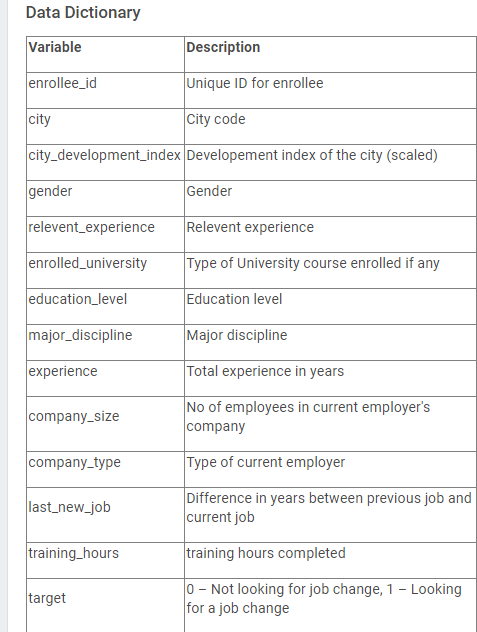 Data Dictionary
Variable Description
enrollee_id Unique ID for enrollee
city City code
city_development_index Developement index of the city (scaled)
gender Gender
relevent_experience Relevent experience
enrolled_university Type of University course enrolled if any
education_level Education level
major_discipline Major discipline
experience Total experience in years
company_size No of employees in current employer's
company
company_type Type of current employer
last_new_job Difference in years between previous job and
current job
training_hours training hours completed
target 0 – Not looking for job change, 1 – Looking
for a job change